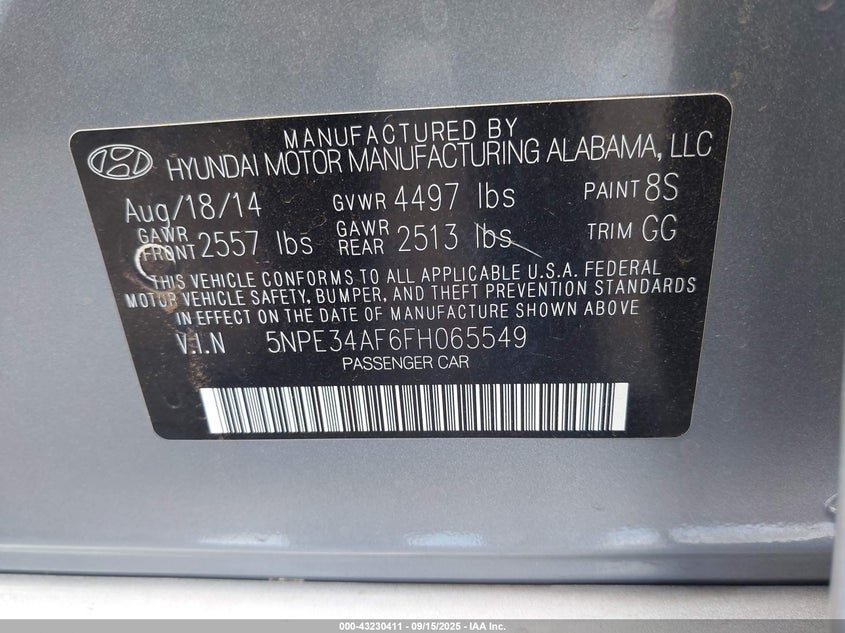 MANUFACTURED BY
HYUNDAI MOTOR MANUFACTURING ALABAMA, LLC
Aug/18/14 GVWR 4497 lbs PAINT 8S
GAWR FRONT 2557 lbs GAWR REAR 2513 lbs TRIM GG
THIS VEHICLE CONFORMS TO ALL APPLICABLE U.S.A. FEDERAL
MOTOR VEHICLE SAFETY, BUMPER, AND THEFT PREVENTION STANDARDS
IN EFFECT ON THE DATE OF MANUFACTURE SHOWN ABOVE
V.I.N 5NPE34AF6FH065549
PASSENGER CAR
000-43230411 - 09/15/2025 - IAA Inc.